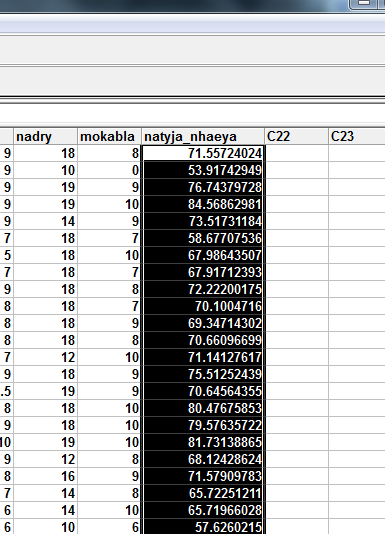 nadry mokabla natyja_nhaeya C22 C23
9 18 8 71.55724024
9 10 0 53.91742949
9 19 9 76.74379728
9 19 10 84.56862981
9 14 9 73.51731184
7 18 7 58.67707536
5 18 10 67.98643507
7 18 7 67.91712393
9 18 8 72.22200175
8 18 7 70.1004716
8 18 9 69.34714302
8 18 8 70.66096699
7 12 10 71.14127617
9 18 9 75.51252439
.5 19 9 70.64564355
8 18 10 80.47675853
9 18 10 79.57635722
10 19 10 81.73138865
9 12 8 68.12428624
8 16 9 71.57909783
7 14 8 65.72251211
6 14 10 65.71966028
6 10 6 57.6260215